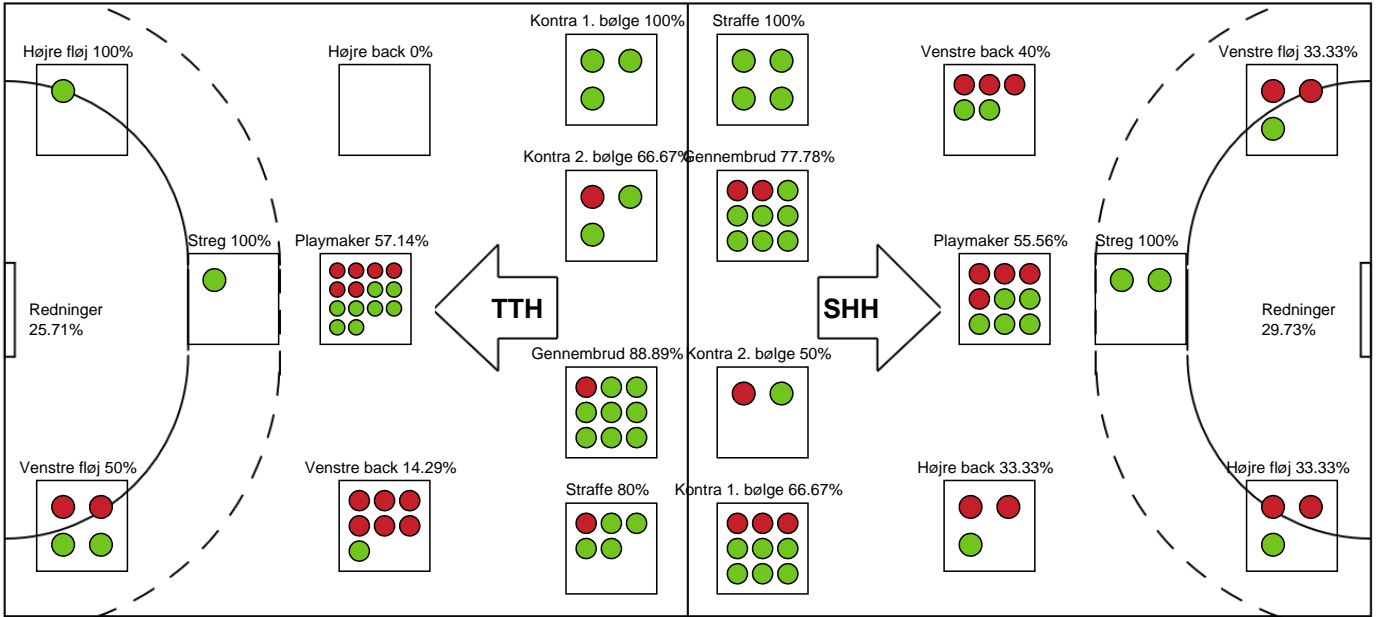 Kontra 1. bølge 100%
Straffe 100%
Højre fløj 100%
Højre back 0%
Venstre back 40%
Venstre fløj 33.33%
Kontra 2. bølge 66.67%
Gennembrud 77.78%
Streg 100%
Playmaker 57.14%
Playmaker 55.56%
Streg 100%
Redninger
25.71%
TTH
SHH
Redninger
29.73%
Gennembrud 88.89%
Kontra 2. bølge 50%
Venstre fløj 50%
Venstre back 14.29%
Straffe 80%
Kontra 1. bølge 66.67%
Højre back 33.33%
Højre fløj 33.33%